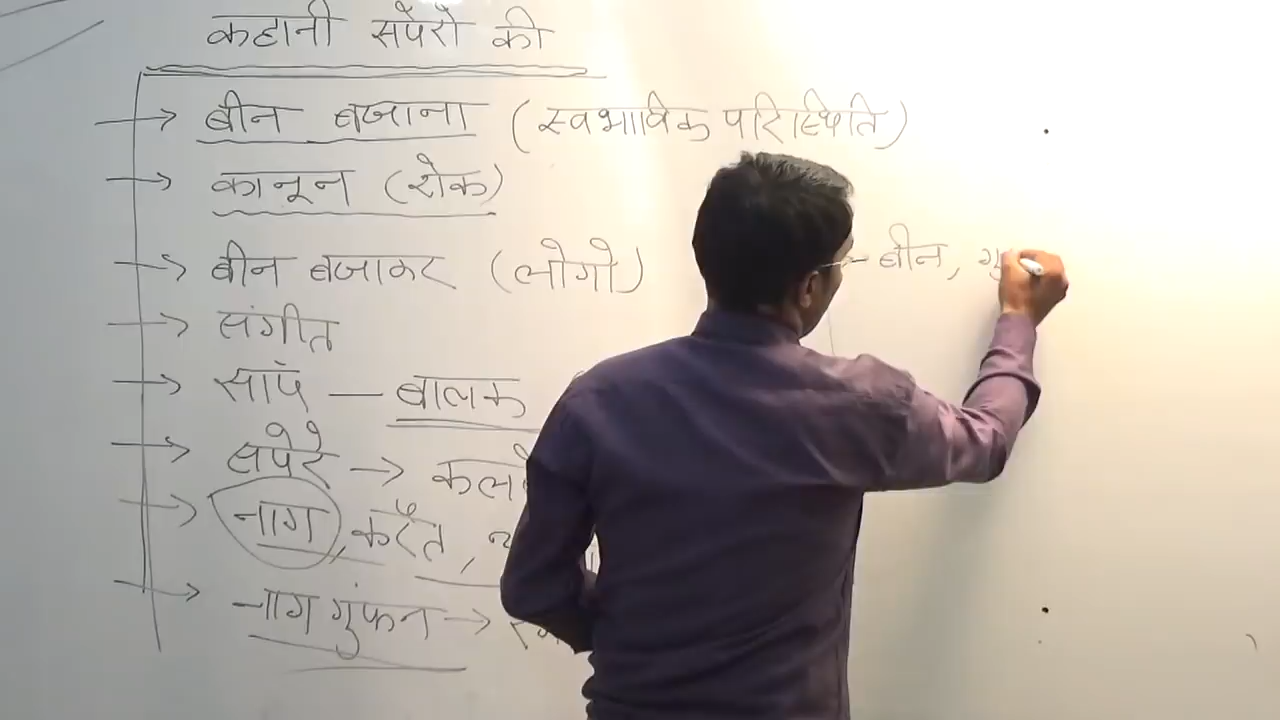 कहानी सपेरों की
→ बीन बजाना (स्वभाविक परिस्थिति)
→ कानून (रोक)
→ बीन बजाकर (लोगो)
बीन,
→ संगीत
→ सांप — बालक
→ सपेरे →
→ नाग, करैत,
→ नाग गुंफन →